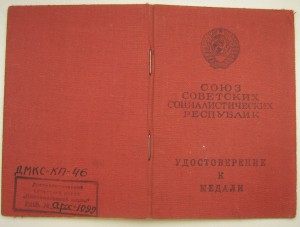 СОЮЗ
СОВЕТСКИХ
СОЦИАЛИСТИЧЕСКИХ
РЕСПУБЛИК
УДОСТОВЕРЕНИЕ
К
МЕДАЛИ
ДМКС-КП-46